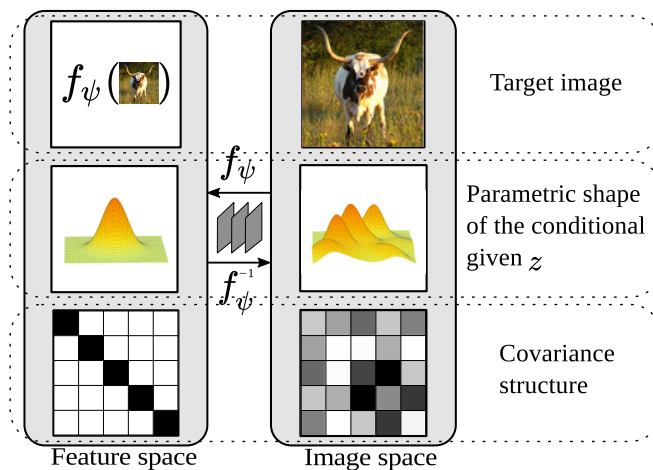 f_ψ( )
Target image
f_ψ
Parametric shape
of the conditional
given z
f_ψ^{-1}
Covariance
structure
Feature space
Image space